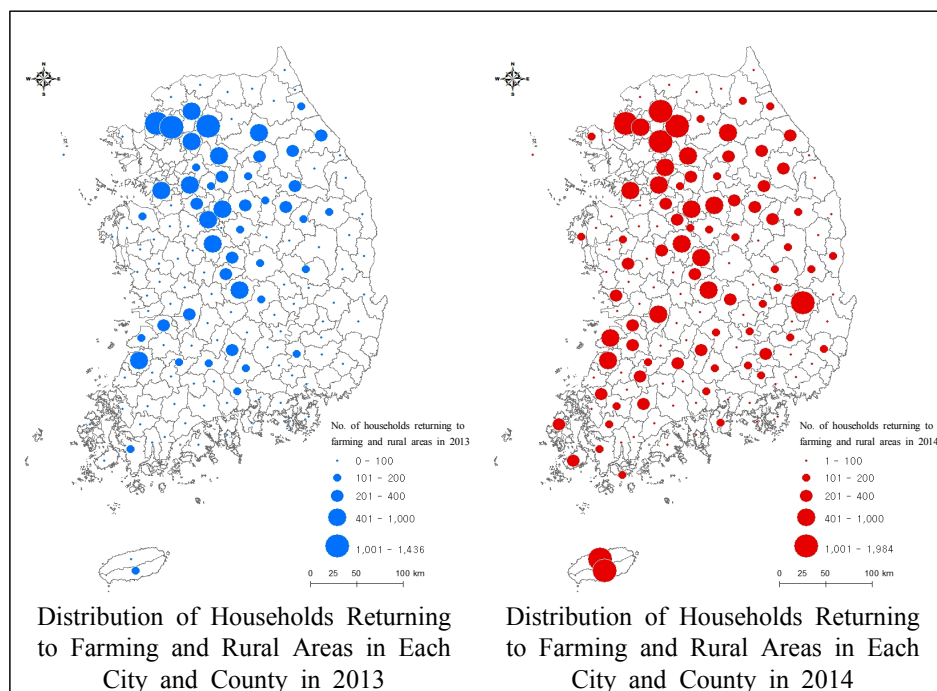 N
W E
S
No. of households returning to
farming and rural areas in 2013
0 - 100
101 - 200
201 - 400
401 - 1,000
1,001 - 1,436
0 25 50 100 km
Distribution of Households Returning
to Farming and Rural Areas in Each
City and County in 2013
N
W E
S
No. of households returning to
farming and rural areas in 2014
1 - 100
101 - 200
201 - 400
401 - 1,000
1,001 - 1,984
0 25 50 100 km
Distribution of Households Returning
to Farming and Rural Areas in Each
City and County in 2014